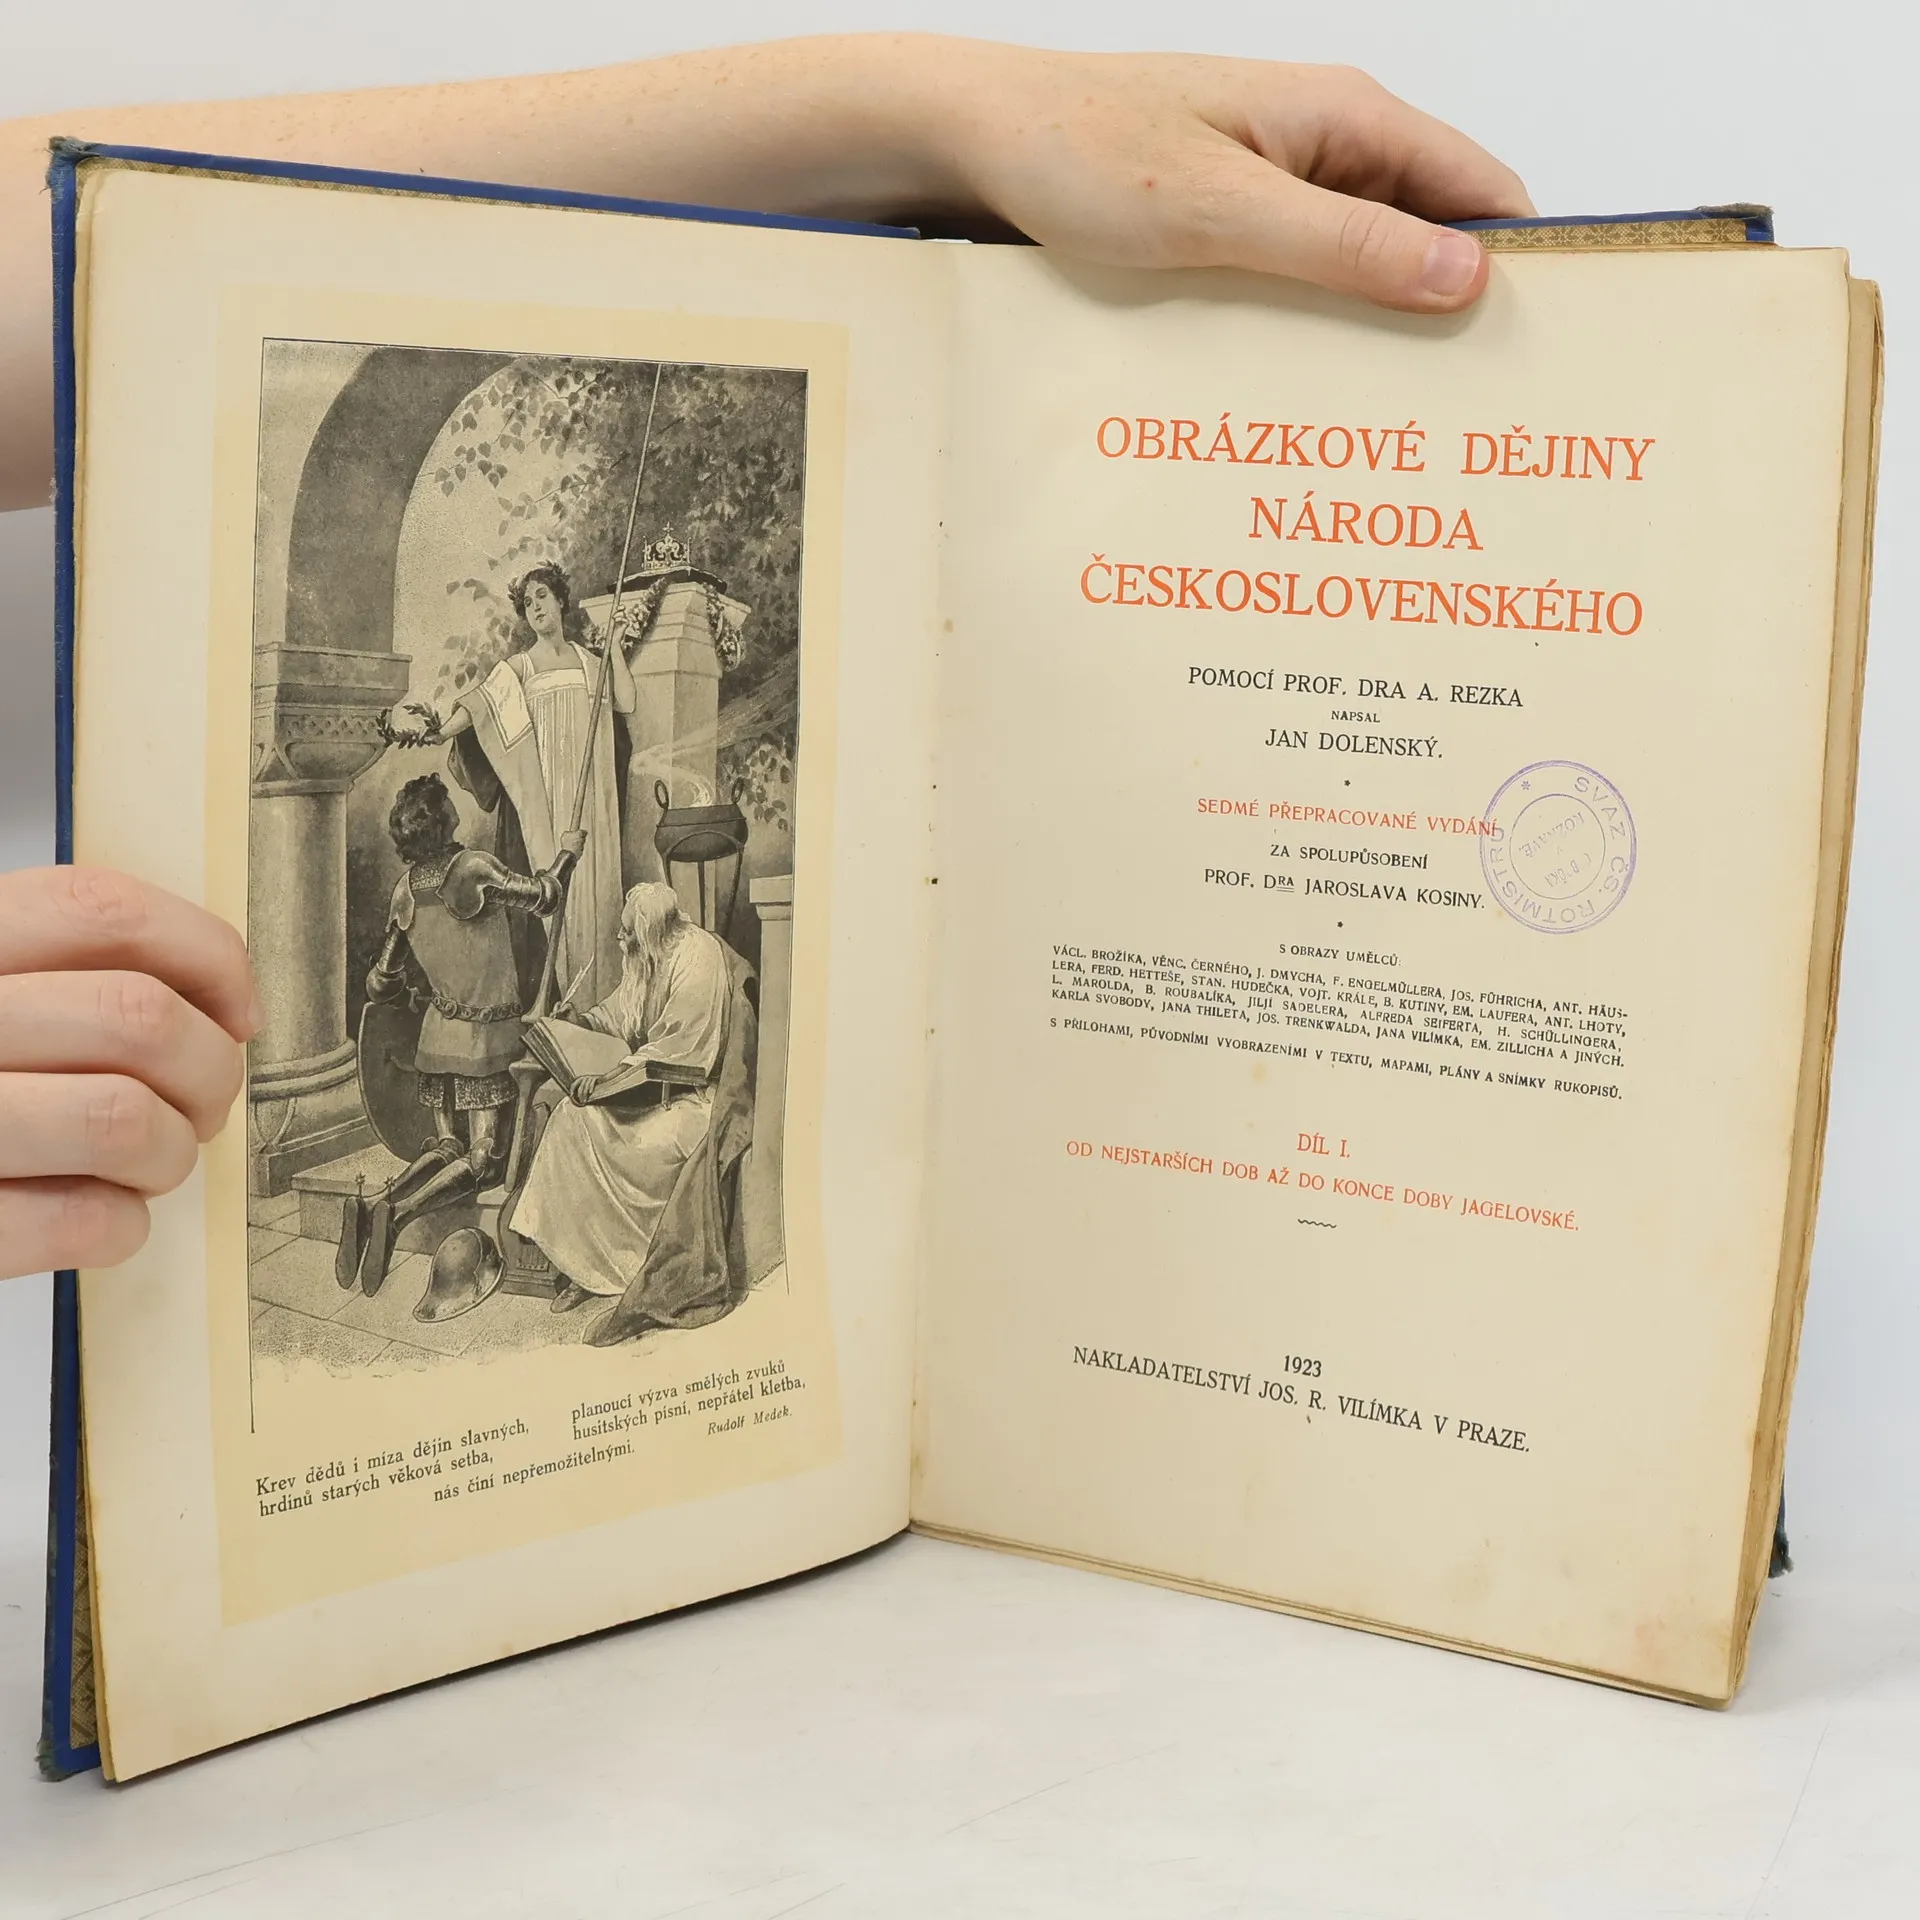 Krev dědů i míza dějin slavných,
hrdinů starých věková setba,
planoucí výzva smělých zvuků
husitských písní, nepřátel kletba,
nás činí nepřemožitelnými.
Rudolf Medek.
OBRÁZKOVÉ DĚJINY
NÁRODA
ČESKOSLOVENSKÉHO
POMOCÍ PROF. DRA A. REZKA
NAPSAL
JAN DOLENSKÝ.
SEDMÉ PŘEPRACOVANÉ VYDÁNÍ
ZA SPOLUPŮSOBENÍ
PROF. DRA JAROSLAVA KOSINY.
S OBRAZY UMĚLCŮ:
VÁCL. BROŽÍKA, VĚNC. ČERNÉHO, J. DMYCHA, F. ENGELMÜLLERA, JOS. FÜHRICHA, ANT. HÄUS-
LERA, FERD. HETTEŠE, STAN. HUDEČKA, VOJT. KRÁLE, B. KUTINY, EM. LAUFERA, ANT. LHOTY,
L. MAROLDA, B. ROUBALÍKA, JILJÍ SADELERA, ALFREDA SEIFERTA, H. SCHÜLLINGERA,
KARLA SVOBODY, JANA THILETA, JOS. TRENKWALDA, JANA VILÍMKA, EM. ZILLICHA A JINÝCH.
S PŘÍLOHAMI, PŮVODNÍMI VYOBRAZENÍMI V TEXTU, MAPAMI, PLÁNY A SNÍMKY RUKOPISŮ.
DÍL I.
OD NEJSTARŠÍCH DOB AŽ DO KONCE DOBY JAGELOVSKÉ.
1923
NAKLADATELSTVÍ JOS. R. VILÍMKA V PRAZE.
SVAZ ČS. ROTMISTRŮ